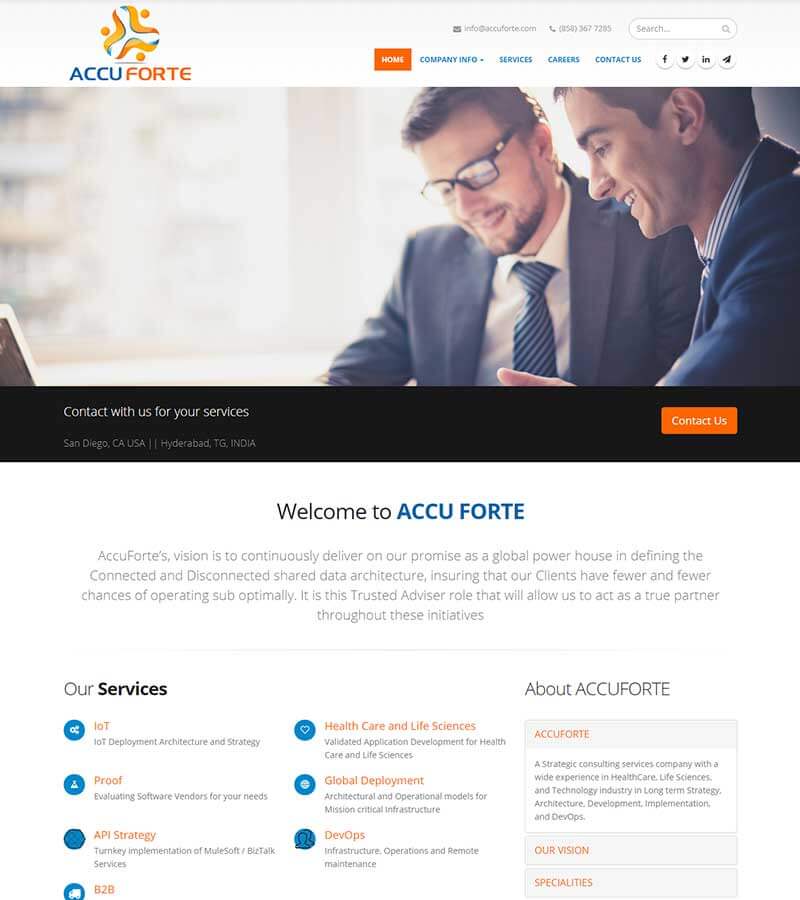 info@accuforte.com (858) 367 7285 Search...
ACCU FORTE
HOME COMPANY INFO SERVICES CAREERS CONTACT US
Contact with us for your services
Contact Us
San Diego, CA USA || Hyderabad, TG, INDIA
Welcome to ACCU FORTE
AccuForte's, vision is to continuously deliver on our promise as a global power house in defining the
Connected and Disconnected shared data architecture, insuring that our Clients have fewer and fewer
chances of operating sub optimally. It is this Trusted Adviser role that will allow us to act as a true partner
throughout these initiatives
Our Services
IoT
IoT Deployment Architecture and Strategy
Proof
Evaluating Software Vendors for your needs
API Strategy
Turnkey implementation of MuleSoft / BizTalk
Services
B2B
Health Care and Life Sciences
Validated Application Development for Health
Care and Life Sciences
Global Deployment
Architectural and Operational models for
Mission critical Infrastructure
DevOps
Infrastructure, Operations and Remote
maintenance
About ACCUFORTE
ACCUFORTE
A Strategic consulting services company with a
wide experience in HealthCare, Life Sciences,
and Technology industry in Long term Strategy,
Architecture, Development, Implementation,
and DevOps.
OUR VISION
SPECIALITIES